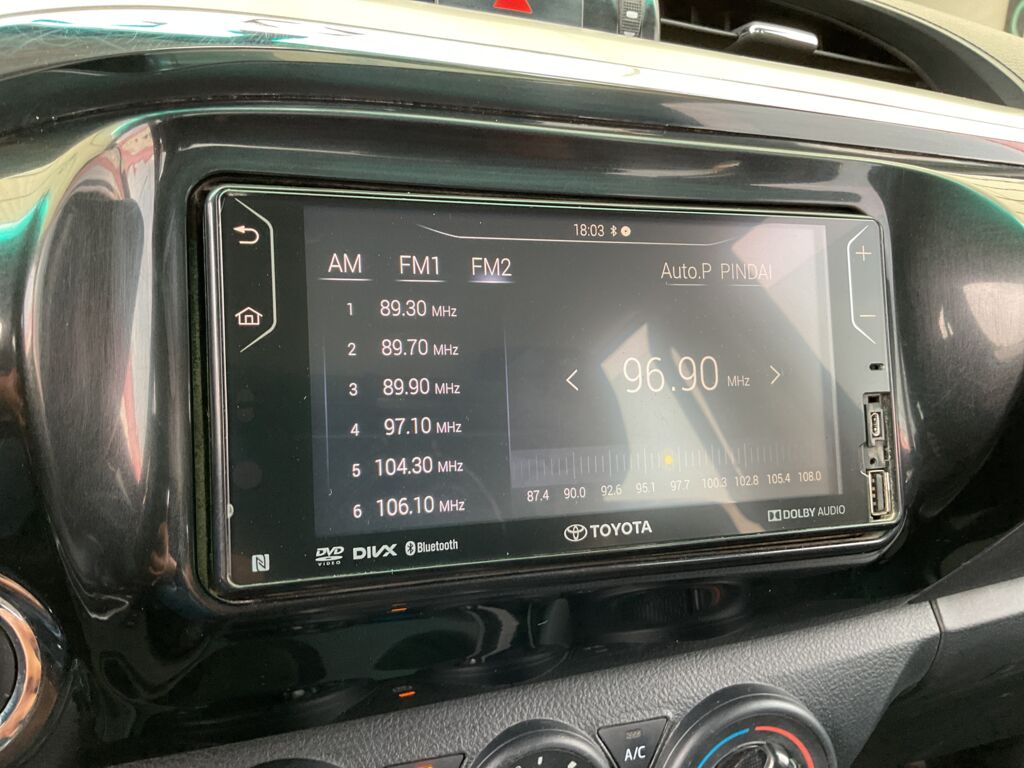 18:03
AM FM1 FM2
Auto.P PINDAI
1 89.30 MHz
2 89.70 MHz
3 89.90 MHz
4 97.10 MHz
5 104.30 MHz
6 106.10 MHz
96.90 MHz
87.4 90.0 92.6 95.1 97.7 100.3 102.8 105.4 108.0
TOYOTA
DOLBY AUDIO
DVD VIDEO DIVX Bluetooth
A/C